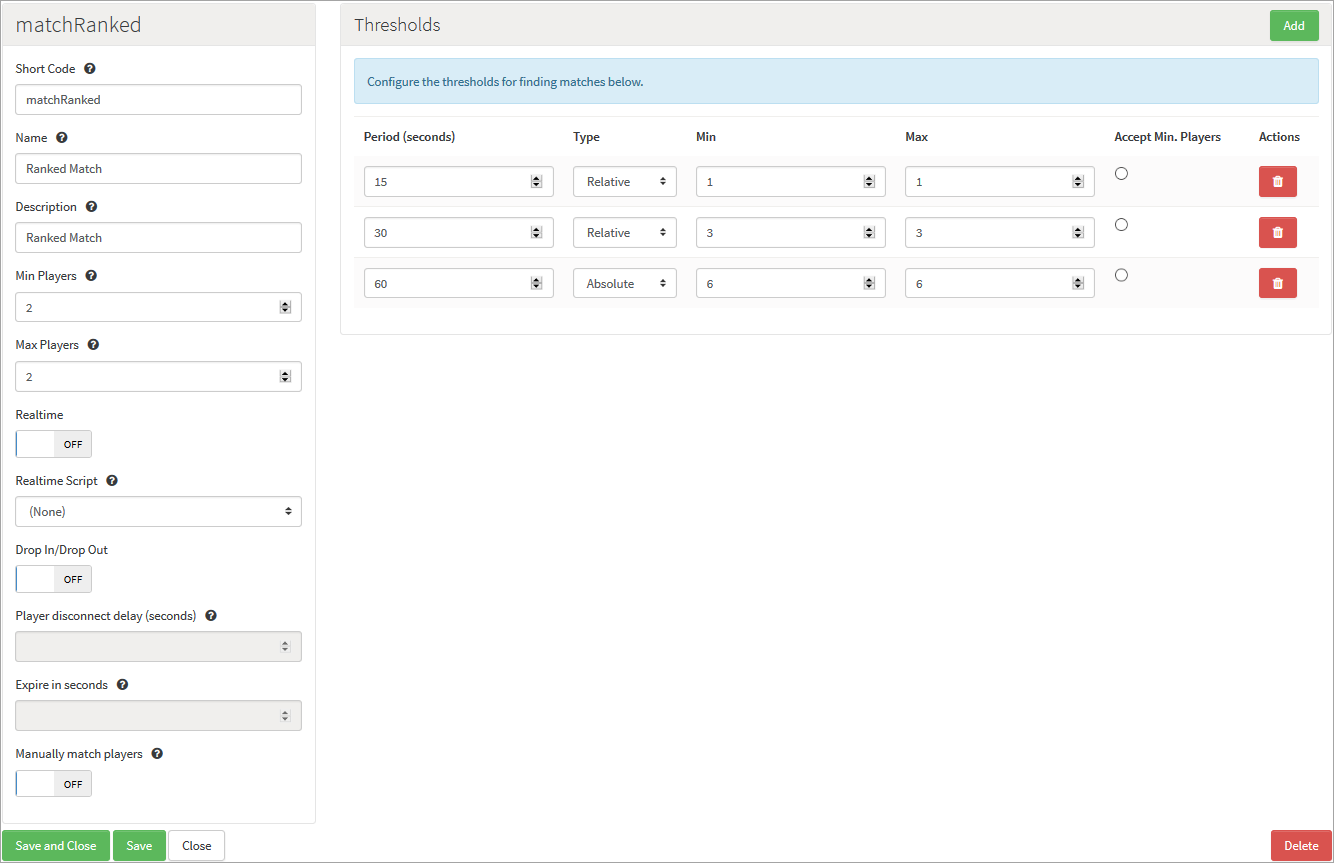 matchRanked
Short Code
matchRanked
Name
Ranked Match
Description
Ranked Match
Min Players
2
Max Players
2
Realtime
OFF
Realtime Script
(None)
Drop In/Drop Out
OFF
Player disconnect delay (seconds)
Expire in seconds
Manually match players
OFF
Save and Close Save Close
Thresholds Add
Configure the thresholds for finding matches below.
Period (seconds) Type Min Max Accept Min. Players Actions
15 Relative 1 1
30 Relative 3 3
60 Absolute 6 6
Delete